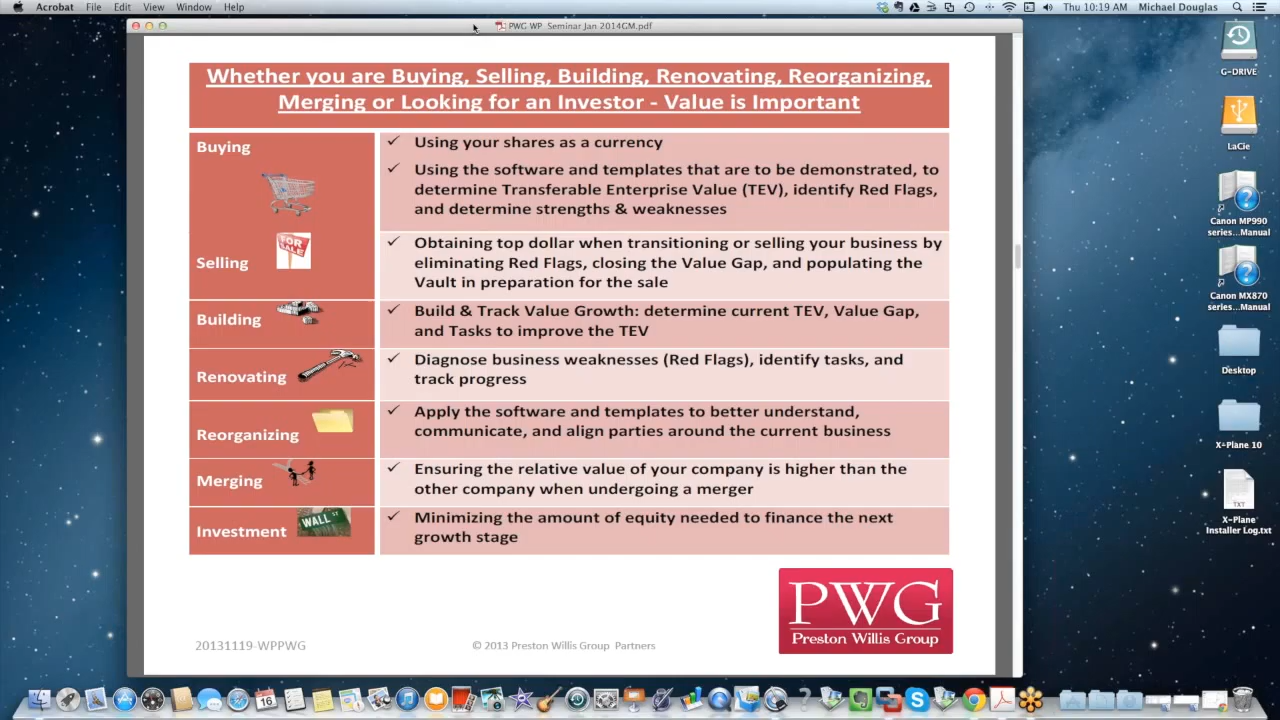 Acrobat File Edit View Window Help
Thu 10:19 AM Michael Douglas
PWG WP Seminar Jan 2014GM.pdf
Whether you are Buying, Selling, Building, Renovating, Reorganizing,
Merging or Looking for an Investor - Value is Important
Buying
✓ Using your shares as a currency
✓ Using the software and templates that are to be demonstrated, to
determine Transferable Enterprise Value (TEV), identify Red Flags,
and determine strengths & weaknesses
FOR
SALE
Selling
✓ Obtaining top dollar when transitioning or selling your business by
eliminating Red Flags, closing the Value Gap, and populating the
Vault in preparation for the sale
Building
✓ Build & Track Value Growth: determine current TEV, Value Gap,
and Tasks to improve the TEV
Renovating
✓ Diagnose business weaknesses (Red Flags), identify tasks, and
track progress
Reorganizing
✓ Apply the software and templates to better understand,
communicate, and align parties around the current business
Merging
✓ Ensuring the relative value of your company is higher than the
other company when undergoing a merger
WALL ST
Investment
✓ Minimizing the amount of equity needed to finance the next
growth stage
PWG
Preston Willis Group
20131119-WPPWG
© 2013 Preston Willis Group Partners
G-DRIVE
LaCie
Canon MP990
series...Manual
Canon MX870
series...Manual
Desktop
X-Plane 10
TXT
X-Plane
Installer Log.txt
16